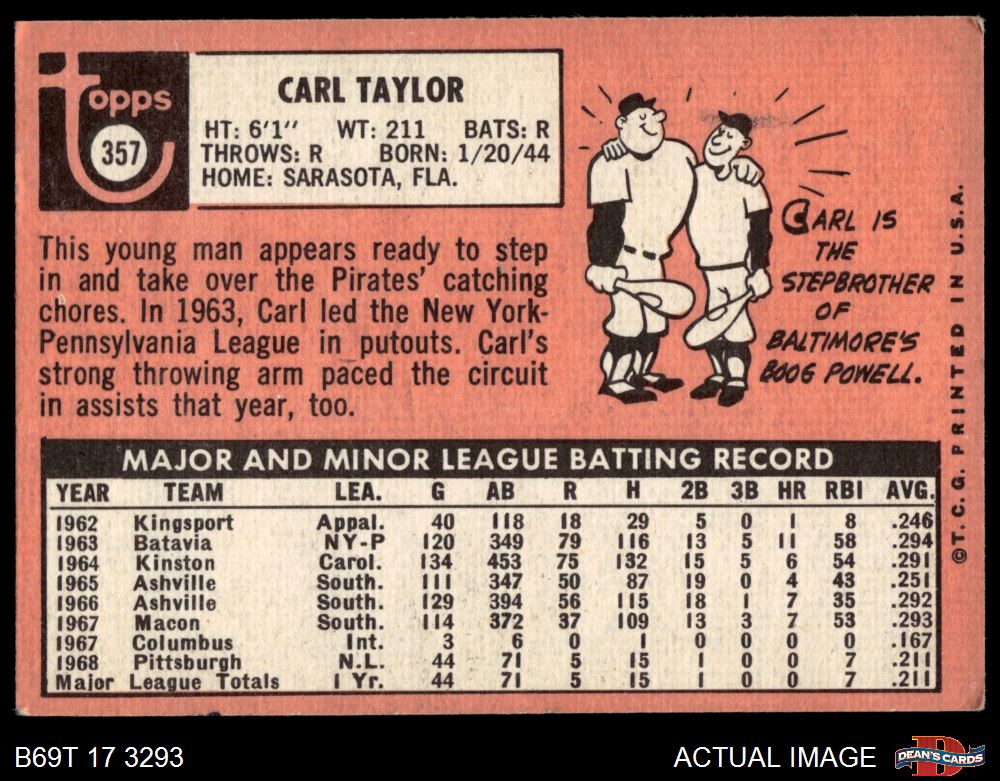 Topps
357
CARL TAYLOR
HT: 6'1" WT: 211 BATS: R
THROWS: R BORN: 1/20/44
HOME: SARASOTA, FLA.
This young man appears ready to step
in and take over the Pirates' catching
chores. In 1963, Carl led the New York-
Pennsylvania League in putouts. Carl's
strong throwing arm paced the circuit
in assists that year, too.
CARL IS
THE
STEPBROTHER
OF
BALTIMORE'S
BOOG POWELL.
©T. C. G. PRINTED IN U.S.A.
MAJOR AND MINOR LEAGUE BATTING RECORD
YEAR TEAM LEA. G AB R H 2B 3B HR RBI AVG.
1962 Kingsport Appal. 40 118 18 29 5 0 1 8 .246
1963 Batavia NY-P 120 349 79 116 13 5 11 58 .294
1964 Kinston Carol. 134 453 75 132 15 5 6 54 .291
1965 Ashville South. 111 347 50 87 19 0 4 43 .251
1966 Ashville South. 129 394 56 115 18 1 7 35 .292
1967 Macon South. 114 372 37 109 13 3 7 53 .293
1967 Columbus Int. 3 6 0 1 0 0 0 0 .167
1968 Pittsburgh N.L. 44 71 5 15 1 0 0 7 .211
Major League Totals 1 Yr. 44 71 5 15 1 0 0 7 .211
B69T 17 3293
ACTUAL IMAGE
D
DEAN'S CARDS